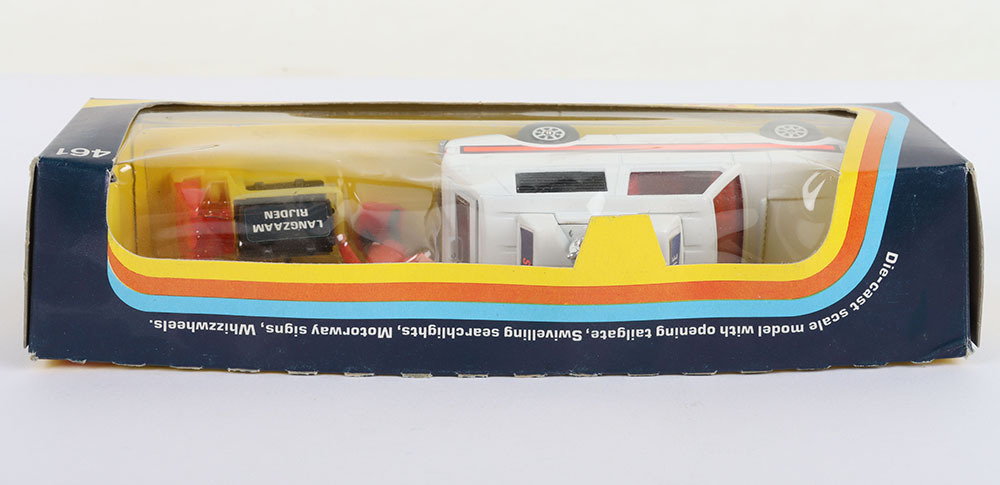 461
LANGZAAM
RIJDEN
Die-cast scale model with opening tailgate, Swivelling searchlights, Motorway signs, Whizzwheels.